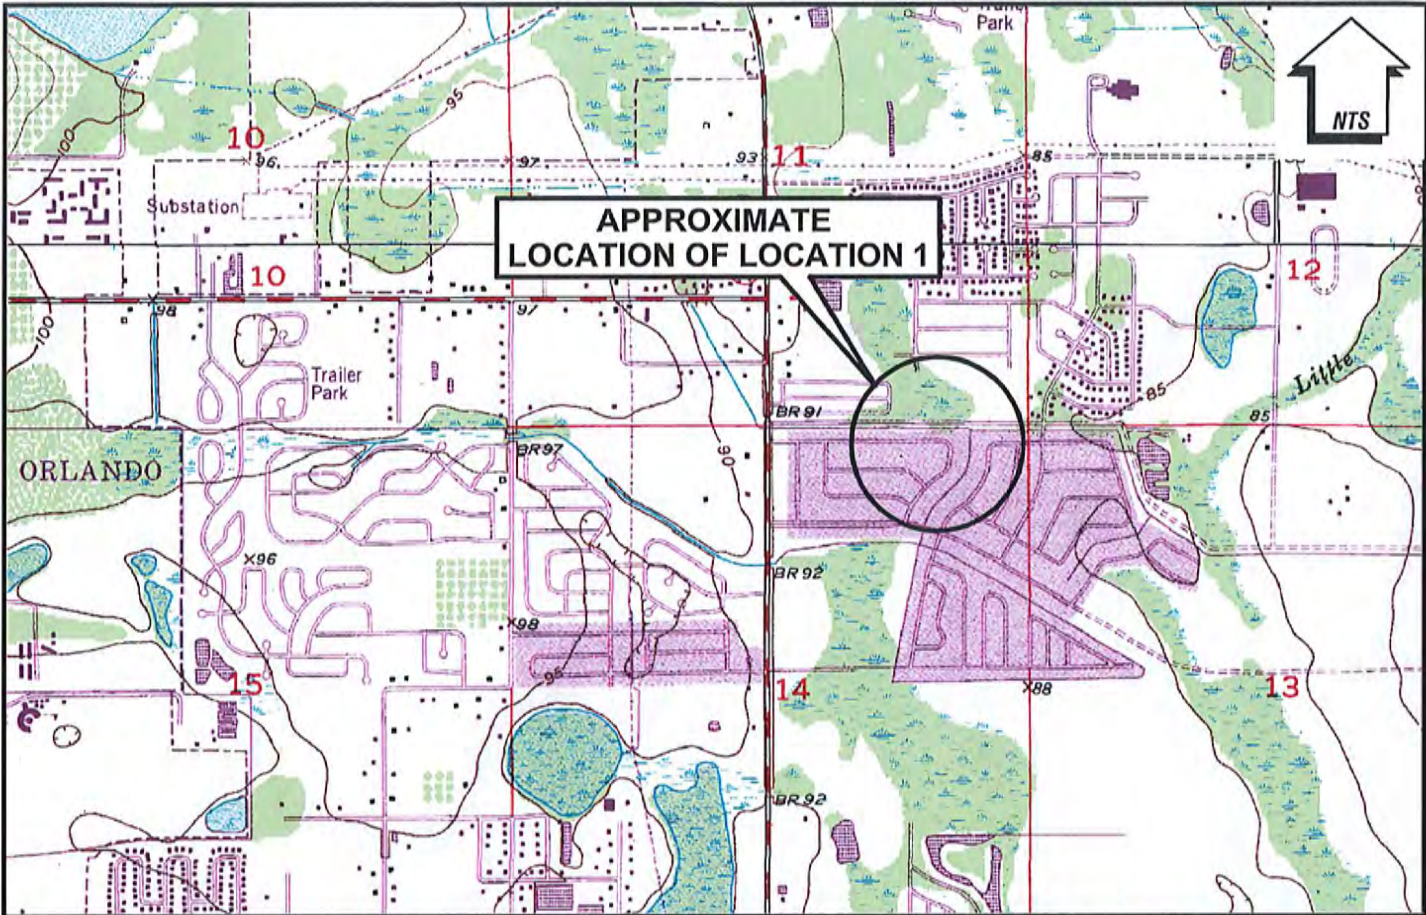 Trailer
Park
NTS
95
100
10
96
97
93
11
85
Substation
APPROXIMATE
LOCATION OF LOCATION 1
10
12
98
97
100
Trailer
Park
Little
85
85
BR 91
BR 97
90
ORLANDO
X96
BR 92
X98
95
15
14
X88
13
BR 92